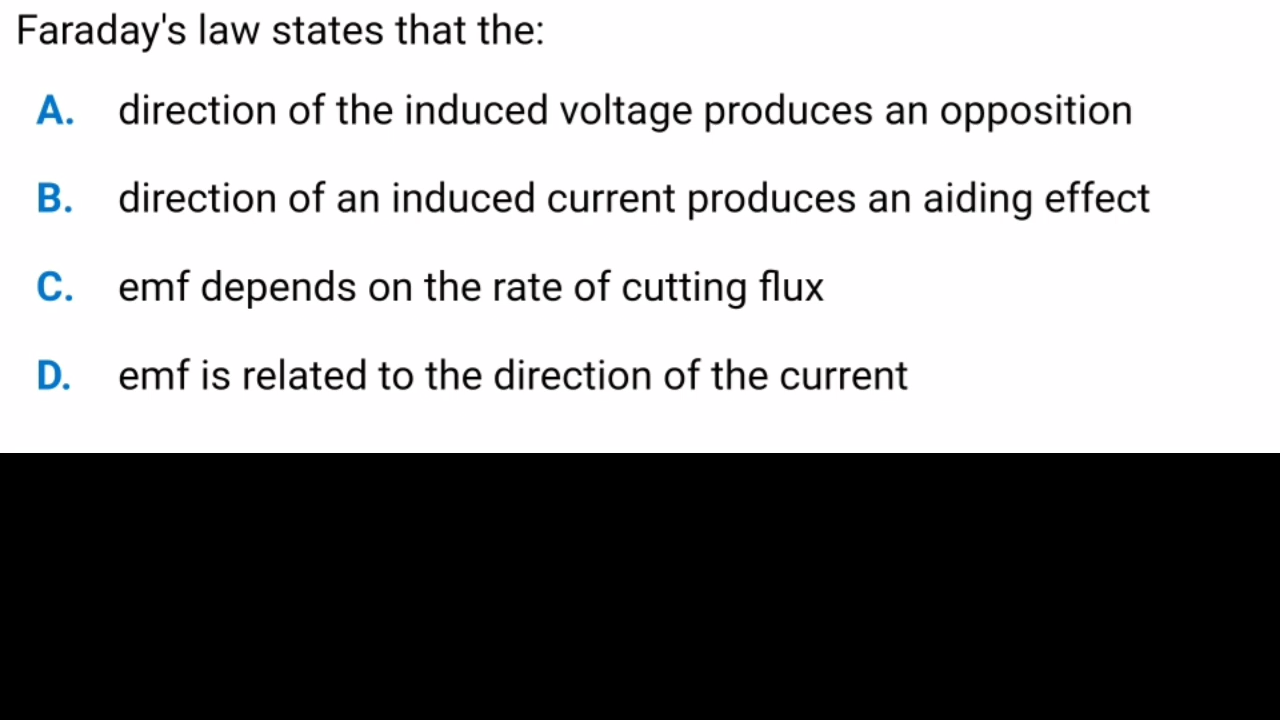 Faraday's law states that the:
A. direction of the induced voltage produces an opposition
B. direction of an induced current produces an aiding effect
C. emf depends on the rate of cutting flux
D. emf is related to the direction of the current